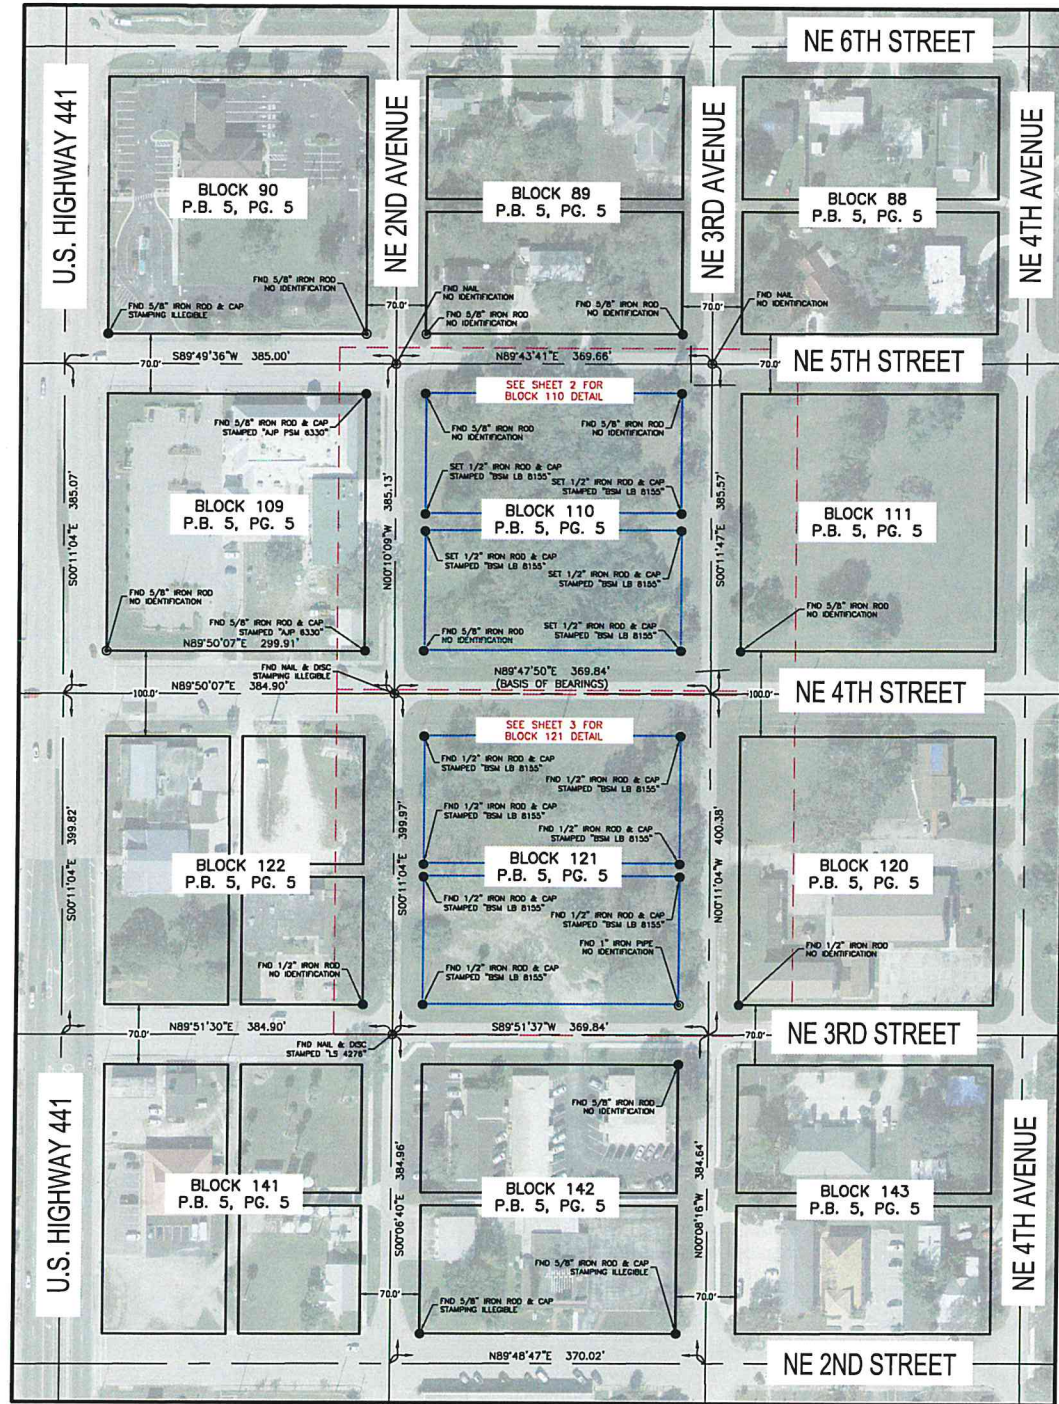 NE 6TH STREET
U.S. HIGHWAY 441
NE 2ND AVENUE
NE 3RD AVENUE
NE 4TH AVENUE
BLOCK 90
P.B. 5, PG. 5
BLOCK 89
P.B. 5, PG. 5
BLOCK 88
P.B. 5, PG. 5
FND 5/8" IRON ROD
NO IDENTIFICATION
FND 5/8" IRON ROD & CAP
STAMPING ILLEGIBLE
70.0'
FND NAIL
NO IDENTIFICATION
FND 5/8" IRON ROD
NO IDENTIFICATION
FND 5/8" IRON ROD
NO IDENTIFICATION
70.0'
FND NAIL
NO IDENTIFICATION
S89°49'36"W 385.00'
N89°43'41"E 369.66'
NE 5TH STREET
70.0'
70.0'
SEE SHEET 2 FOR
BLOCK 110 DETAIL
FND 5/8" IRON ROD & CAP
STAMPED "AJP PSM 6330"
FND 5/8" IRON ROD
NO IDENTIFICATION
FND 5/8" IRON ROD
NO IDENTIFICATION
S00°11'04"E 385.07'
N00°10'09"W 385.13'
S00°11'47"E 385.57'
SET 1/2" IRON ROD & CAP
STAMPED "BSM LB 8155"
SET 1/2" IRON ROD & CAP
STAMPED "BSM LB 8155"
BLOCK 109
P.B. 5, PG. 5
BLOCK 110
P.B. 5, PG. 5
BLOCK 111
P.B. 5, PG. 5
SET 1/2" IRON ROD & CAP
STAMPED "BSM LB 8155"
SET 1/2" IRON ROD & CAP
STAMPED "BSM LB 8155"
FND 5/8" IRON ROD
NO IDENTIFICATION
FND 5/8" IRON ROD & CAP
STAMPED "AJP 6330"
N89°50'07"E 299.91'
FND 5/8" IRON ROD
NO IDENTIFICATION
SET 1/2" IRON ROD & CAP
STAMPED "BSM LB 8155"
FND 5/8" IRON ROD
NO IDENTIFICATION
FND NAIL & DISC
STAMPING ILLEGIBLE
100.0'
N89°50'07"E 384.90'
N89°47'50"E 369.84'
(BASIS OF BEARINGS)
100.0'
NE 4TH STREET
SEE SHEET 3 FOR
BLOCK 121 DETAIL
FND 1/2" IRON ROD & CAP
STAMPED "BSM LB 8155"
FND 1/2" IRON ROD & CAP
STAMPED "BSM LB 8155"
S00°11'04"E 399.82'
S00°11'04"E 399.97'
N00°11'04"W 400.38'
FND 1/2" IRON ROD & CAP
STAMPED "BSM LB 8155"
FND 1/2" IRON ROD & CAP
STAMPED "BSM LB 8155"
BLOCK 122
P.B. 5, PG. 5
BLOCK 121
P.B. 5, PG. 5
BLOCK 120
P.B. 5, PG. 5
FND 1/2" IRON ROD & CAP
STAMPED "BSM LB 8155"
FND 1/2" IRON ROD & CAP
STAMPED "BSM LB 8155"
FND 1/2" IRON ROD
NO IDENTIFICATION
FND 1/2" IRON ROD & CAP
STAMPED "BSM LB 8155"
FND 1" IRON PIPE
NO IDENTIFICATION
FND 1/2" IRON ROD
NO IDENTIFICATION
70.0'
N89°51'30"E 384.90'
S89°51'37"W 369.84'
70.0'
NE 3RD STREET
FND NAIL & DISC
STAMPED "LS 4276"
FND 5/8" IRON ROD
NO IDENTIFICATION
U.S. HIGHWAY 441
S00°06'40"E 384.96'
N00°08'16"W 384.64'
NE 4TH AVENUE
BLOCK 141
P.B. 5, PG. 5
BLOCK 142
P.B. 5, PG. 5
BLOCK 143
P.B. 5, PG. 5
FND 5/8" IRON ROD & CAP
STAMPING ILLEGIBLE
70.0'
70.0'
FND 5/8" IRON ROD & CAP
STAMPING ILLEGIBLE
N89°48'47"E 370.02'
NE 2ND STREET